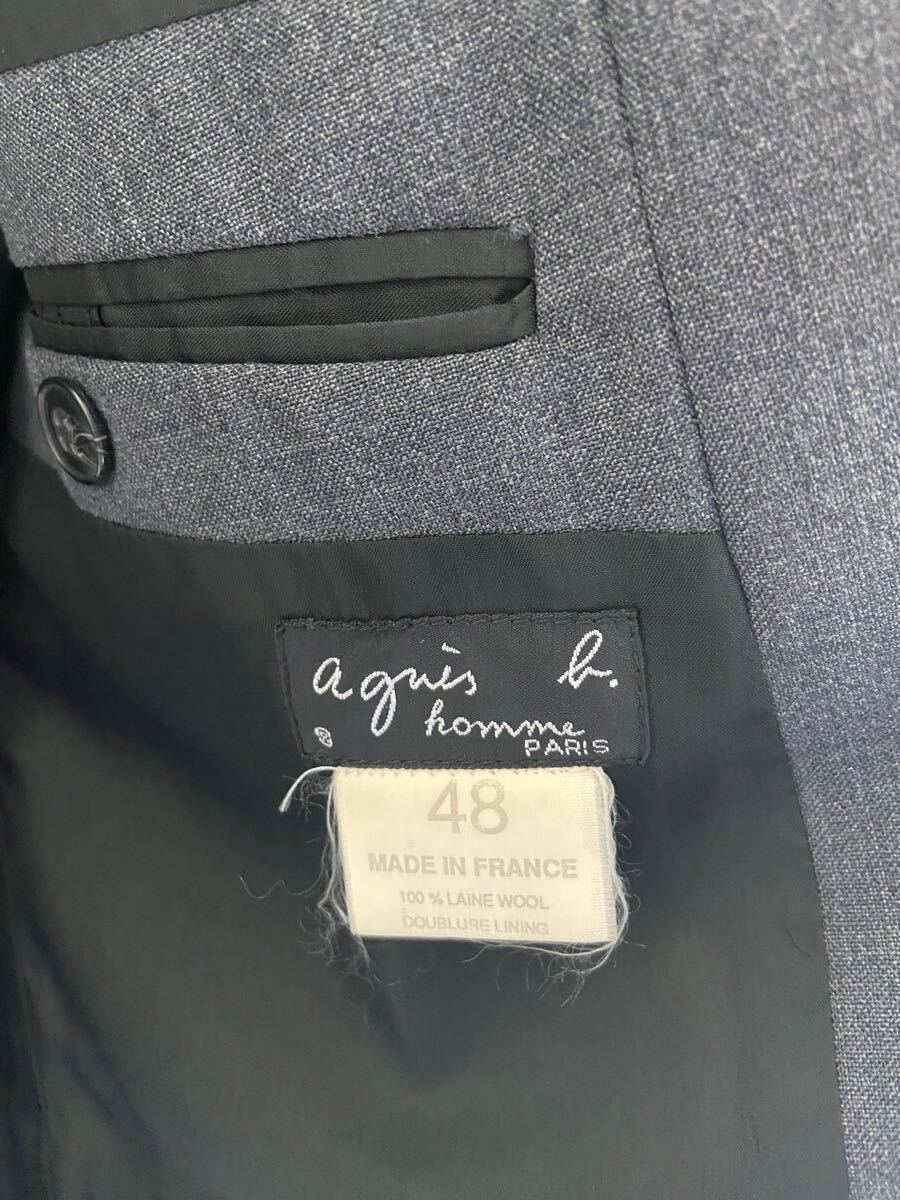 agnès b.
homme
PARIS
48
MADE IN FRANCE
100 % LAINE WOOL
DOUBLURE LINING